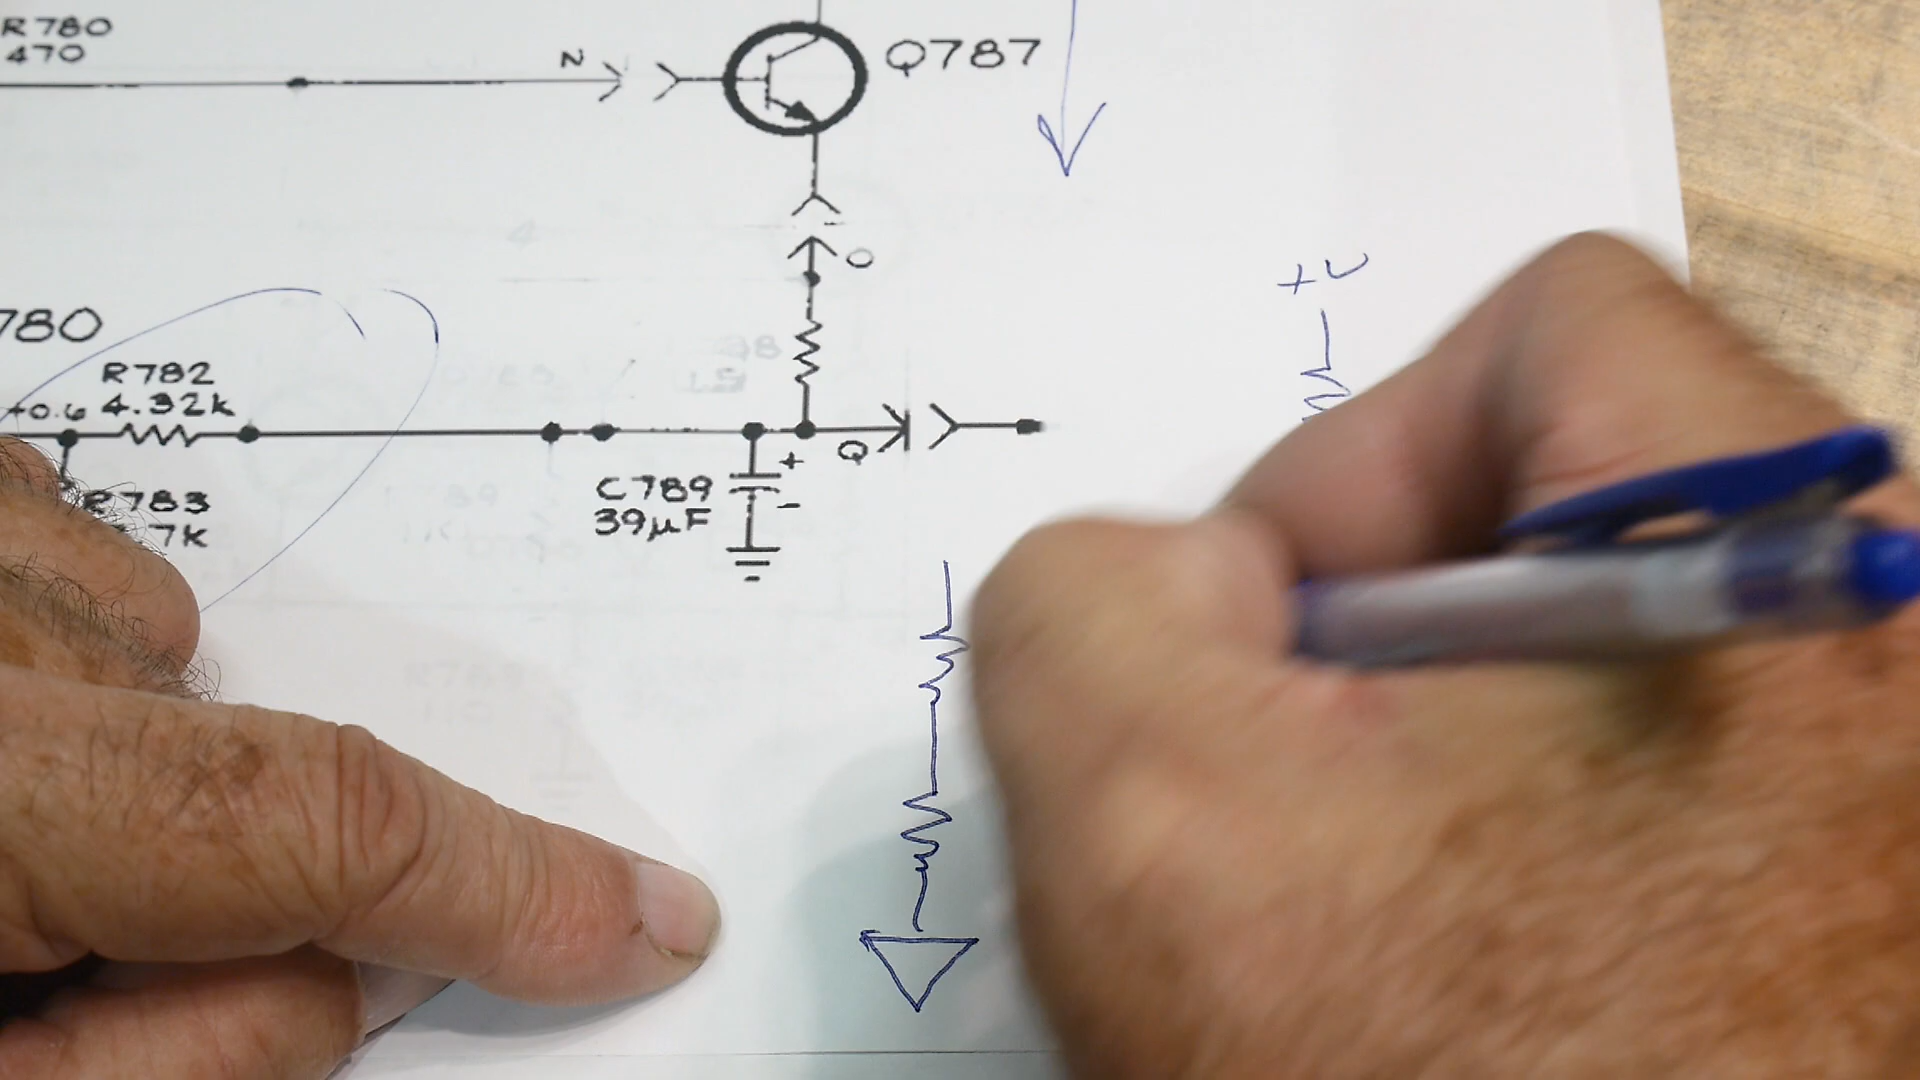 R780
470
N
Q787
O
+V
780
R782
+0.6 4.32k
Q
+
C789
39µF
-
R783
7k